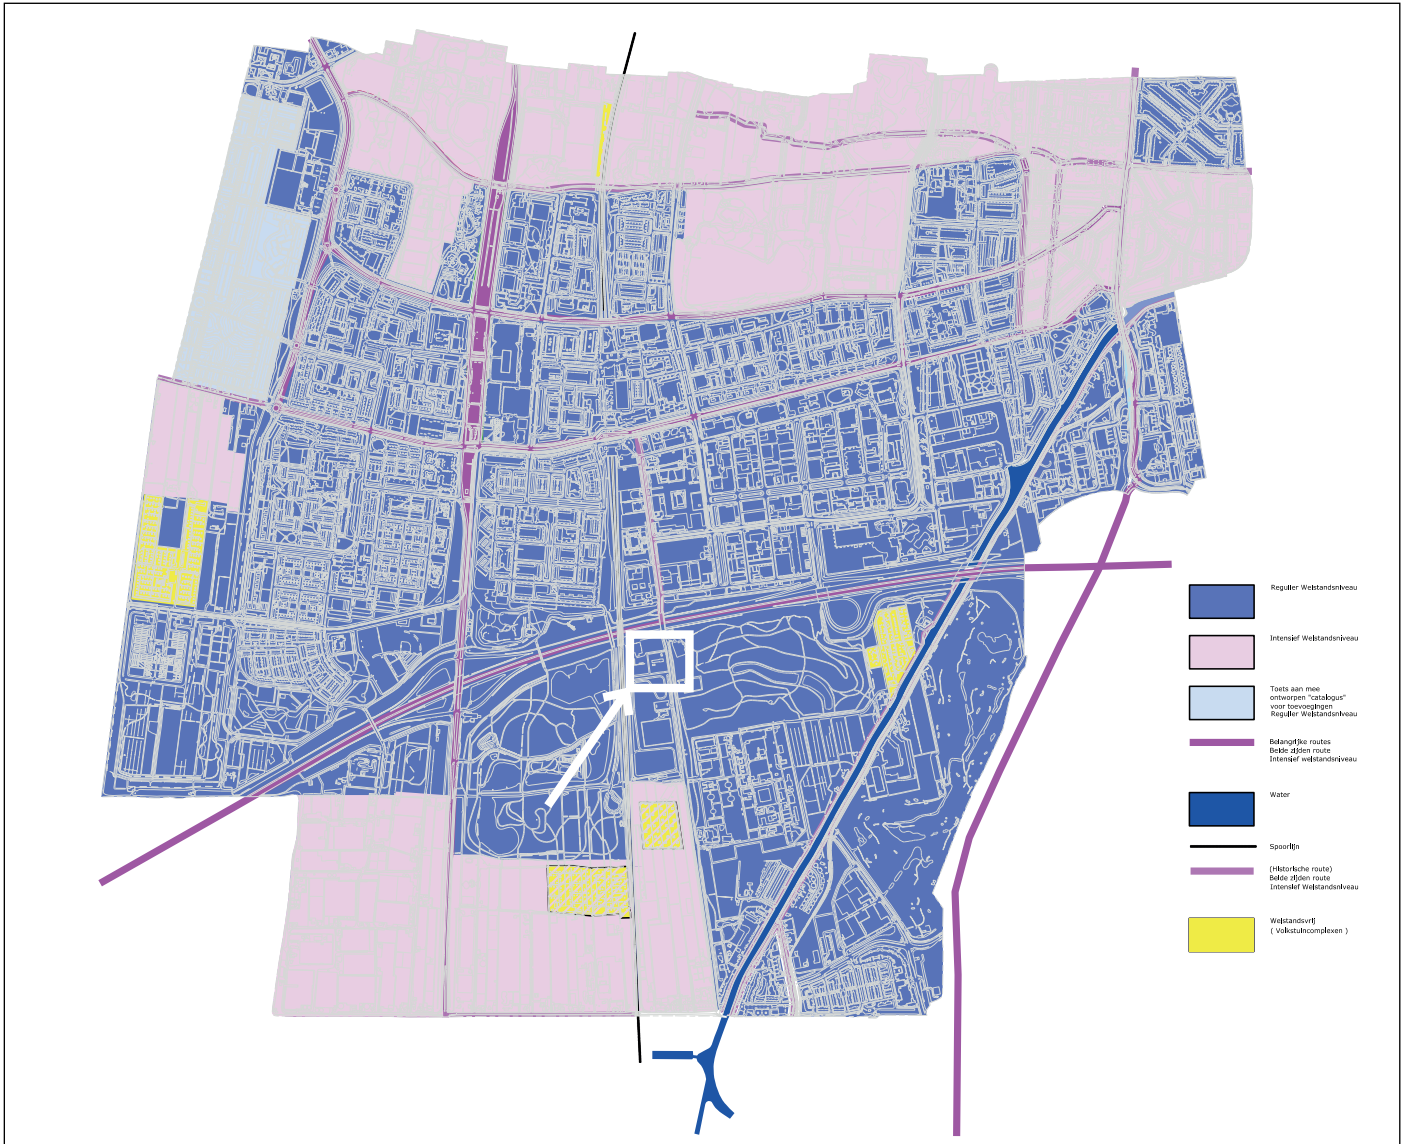 Regulier Welstandsniveau
Intensief Welstandsniveau
Toets aan mee
ontworpen "catalogus"
voor toevoegingen
Regulier Welstandsniveau
Belangrijke routes
Beide zijden route
Intensief welstandsniveau
Water
Spoorlijn
(Historische route)
Beide zijden route
Intensief Welstandsniveau
Welstandsvrij
( Volkstuincomplexen )